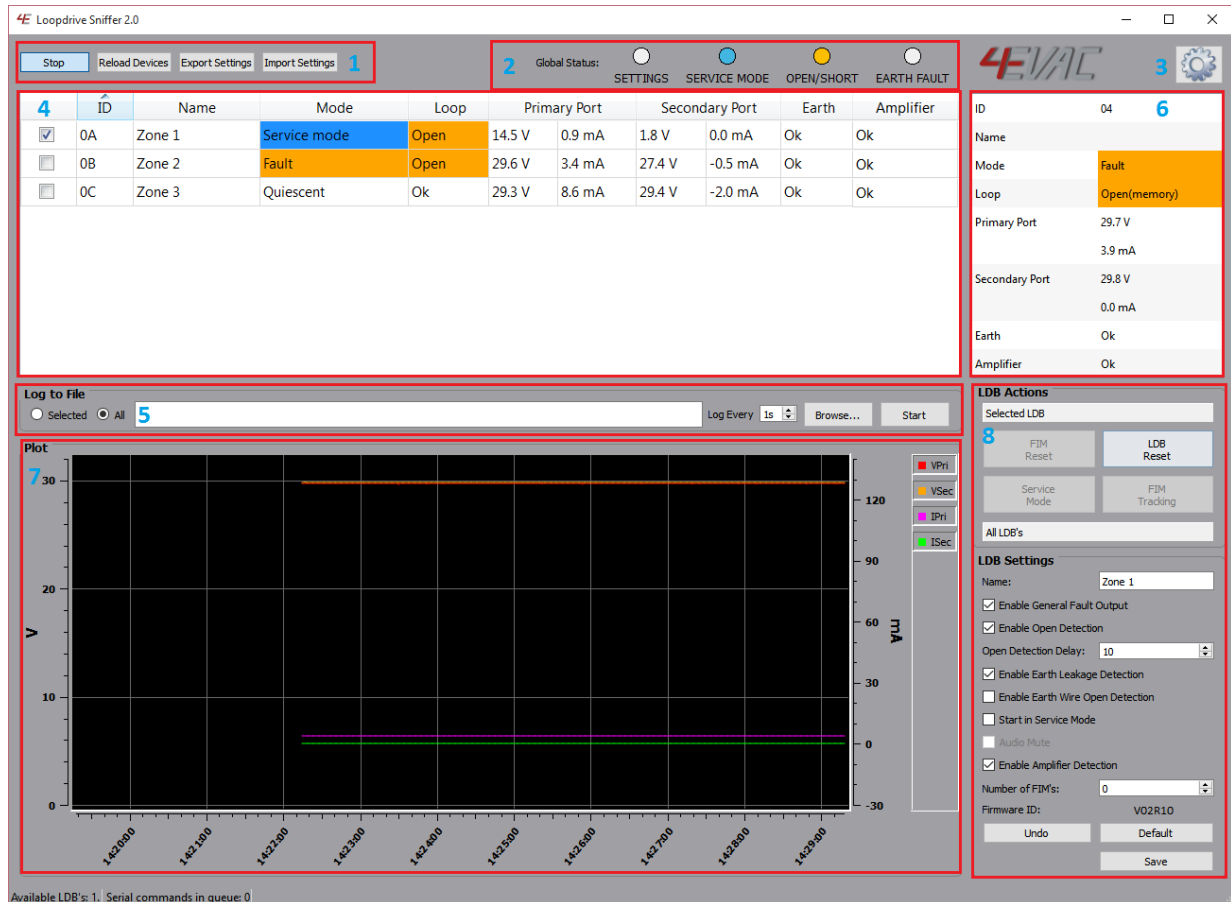 4E Loopdrive Sniffer 2.0
Stop Reload Devices Export Settings Import Settings 1
2 Global Status: SETTINGS SERVICE MODE OPEN/SHORT EARTH FAULT
4EVAC 3
4 ID Name Mode Loop Primary Port Secondary Port Earth Amplifier
0A Zone 1 Service mode Open 14.5 V 0.9 mA 1.8 V 0.0 mA Ok Ok
0B Zone 2 Fault Open 29.6 V 3.4 mA 27.4 V -0.5 mA Ok Ok
0C Zone 3 Quiescent Ok 29.3 V 8.6 mA 29.4 V -2.0 mA Ok Ok
ID 04 6
Name
Mode Fault
Loop Open(memory)
Primary Port 29.7 V
3.9 mA
Secondary Port 29.8 V
0.0 mA
Earth Ok
Amplifier Ok
Log to File
Selected All 5 Log Every 1s Browse... Start
Plot
7
30
20
10
0
V
120
90
60
30
0
-30
mA
VPri
VSec
IPri
ISec
14:20:00 14:21:00 14:22:00 14:23:00 14:24:00 14:25:00 14:26:00 14:27:00 14:28:00 14:29:00
LDB Actions
Selected LDB
8
FIM Reset
LDB Reset
Service Mode
FIM Tracking
All LDB's
LDB Settings
Name: Zone 1
Enable General Fault Output
Enable Open Detection
Open Detection Delay: 10
Enable Earth Leakage Detection
Enable Earth Wire Open Detection
Start in Service Mode
Audio Mute
Enable Amplifier Detection
Number of FIM's: 0
Firmware ID: V02R10
Undo Default
Save
Available LDB's: 1. Serial commands in queue: 0